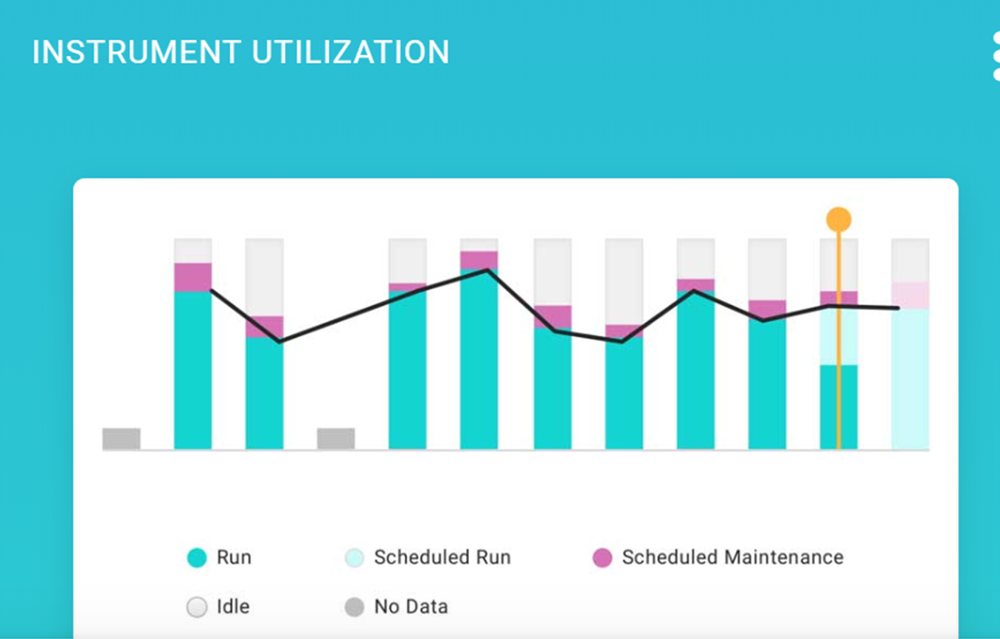 INSTRUMENT UTILIZATION
Run Scheduled Run Scheduled Maintenance
Idle No Data